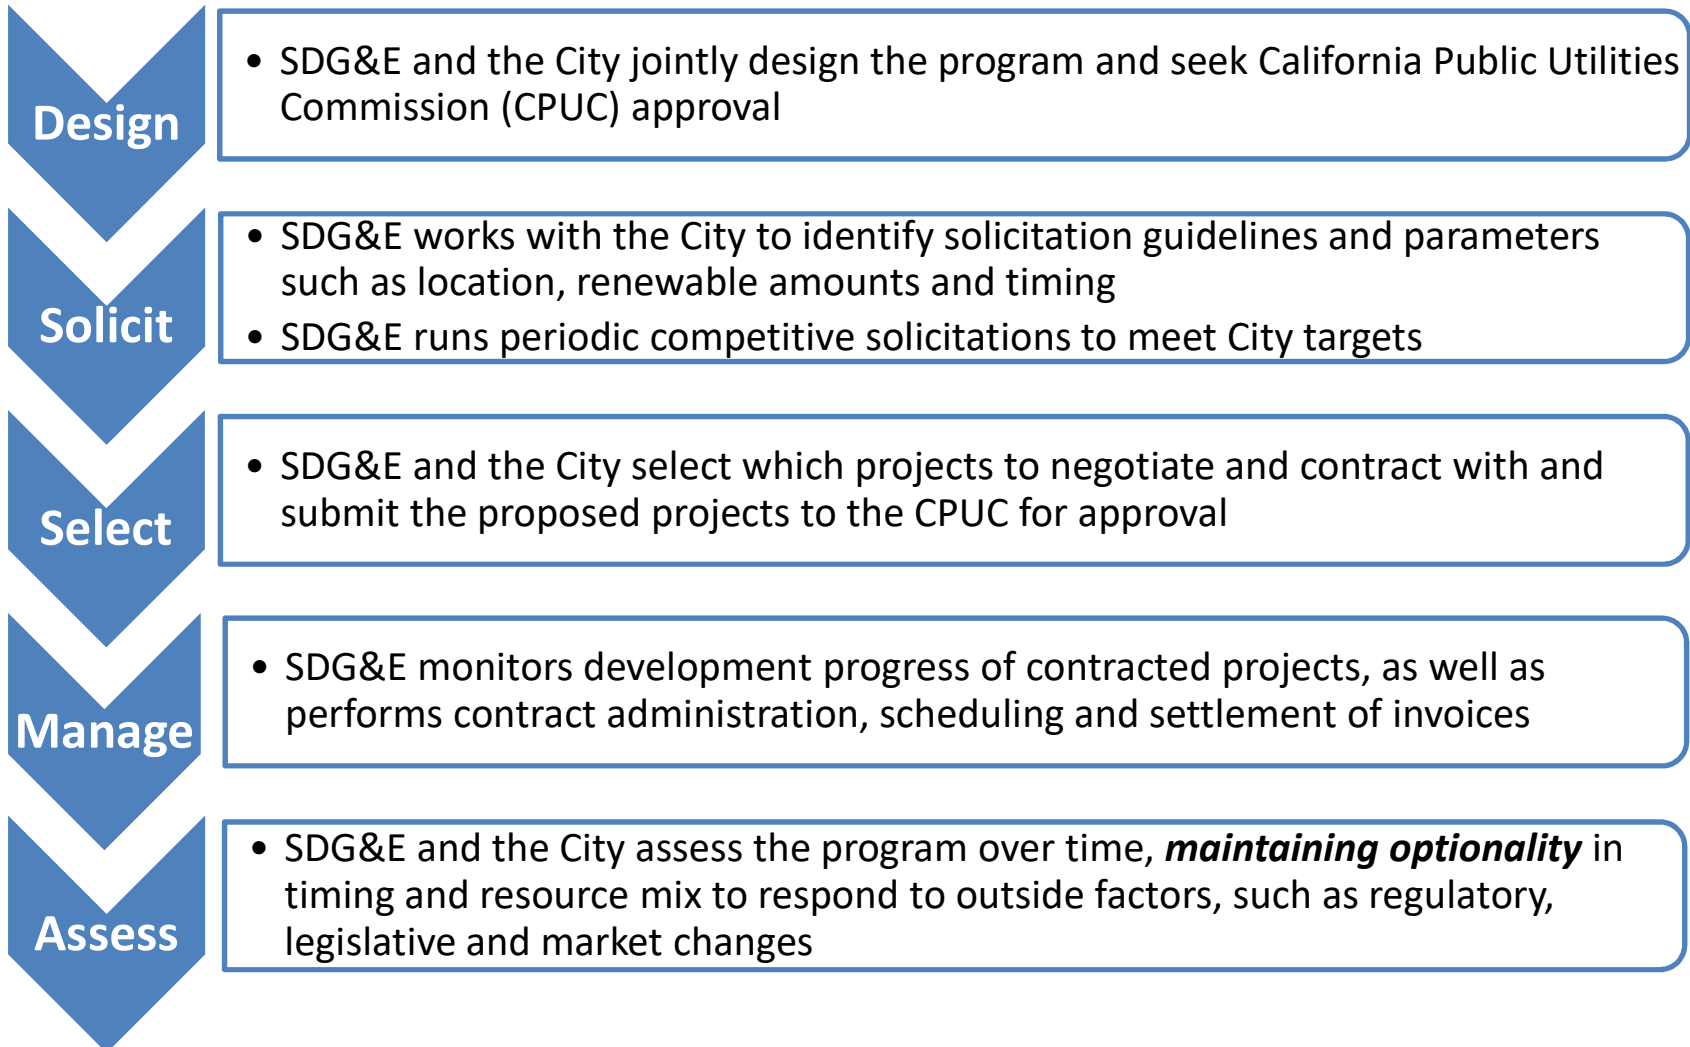 Design
• SDG&E and the City jointly design the program and seek California Public Utilities
Commission (CPUC) approval
Solicit
• SDG&E works with the City to identify solicitation guidelines and parameters
such as location, renewable amounts and timing
• SDG&E runs periodic competitive solicitations to meet City targets
Select
• SDG&E and the City select which projects to negotiate and contract with and
submit the proposed projects to the CPUC for approval
Manage
• SDG&E monitors development progress of contracted projects, as well as
performs contract administration, scheduling and settlement of invoices
Assess
• SDG&E and the City assess the program over time, maintaining optionality in
timing and resource mix to respond to outside factors, such as regulatory,
legislative and market changes